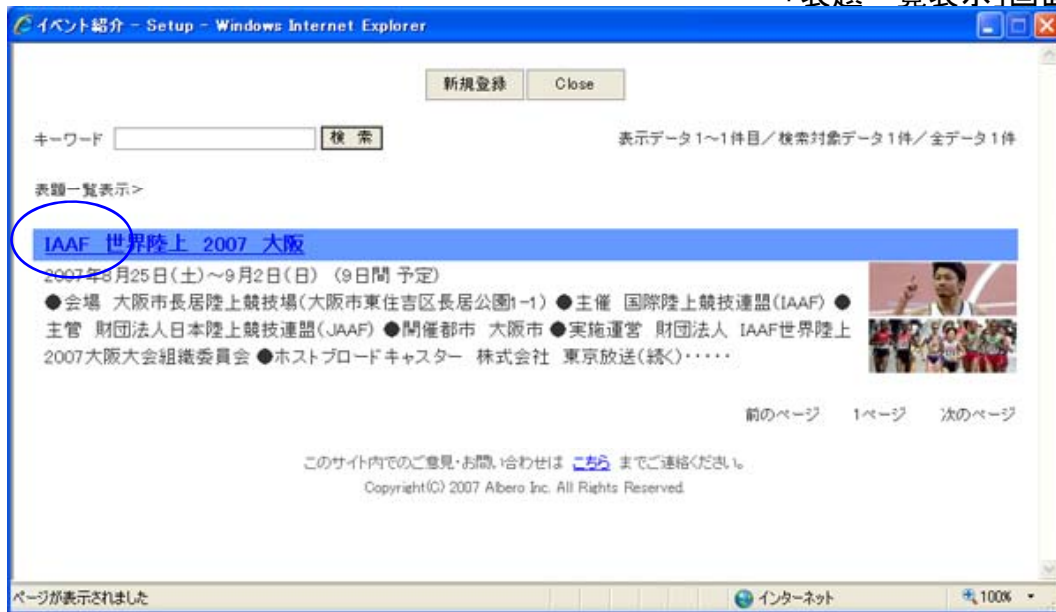 イベント紹介 - Setup - Windows Internet Explorer
新規登録 Close
キーワード 検 索 表示データ1～1件目／検索対象データ1件／全データ1件
表題一覧表示>
IAAF 世界陸上 2007 大阪
2007年8月25日(土)～9月2日(日) (9日間 予定)
●会場 大阪市長居陸上競技場(大阪市東住吉区長居公園1-1) ●主催 国際陸上競技連盟(IAAF) ●
主管 財団法人日本陸上競技連盟(JAAF) ●開催都市 大阪市 ●実施運営 財団法人 IAAF世界陸上
2007大阪大会組織委員会 ●ホストブロードキャスター 株式会社 東京放送(続く)・・・・・
前のページ 1ページ 次のページ
このサイト内でのご意見・お問い合わせは こちら までご連絡ください。
Copyright(C) 2007 Albero Inc. All Rights Reserved.
ページが表示されました インターネット 100%